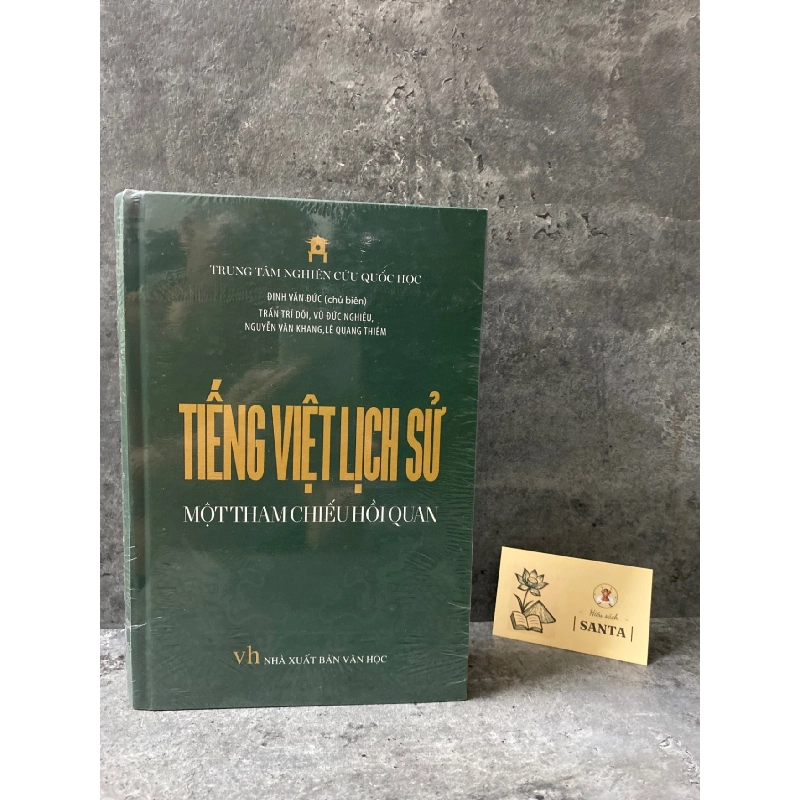 TRUNG TÂM NGHIÊN CỨU QUỐC HỌC
ĐINH VĂN ĐỨC (chủ biên)
TRẦN TRÍ DÕI, VŨ ĐỨC NGHIỆU,
NGUYỄN VĂN KHANG, LÊ QUANG THIÊM
TIẾNG VIỆT LỊCH SỬ
MỘT THAM CHIẾU HỒI QUAN
vh NHÀ XUẤT BẢN VĂN HỌC
Hiệu sách
| SANTA |